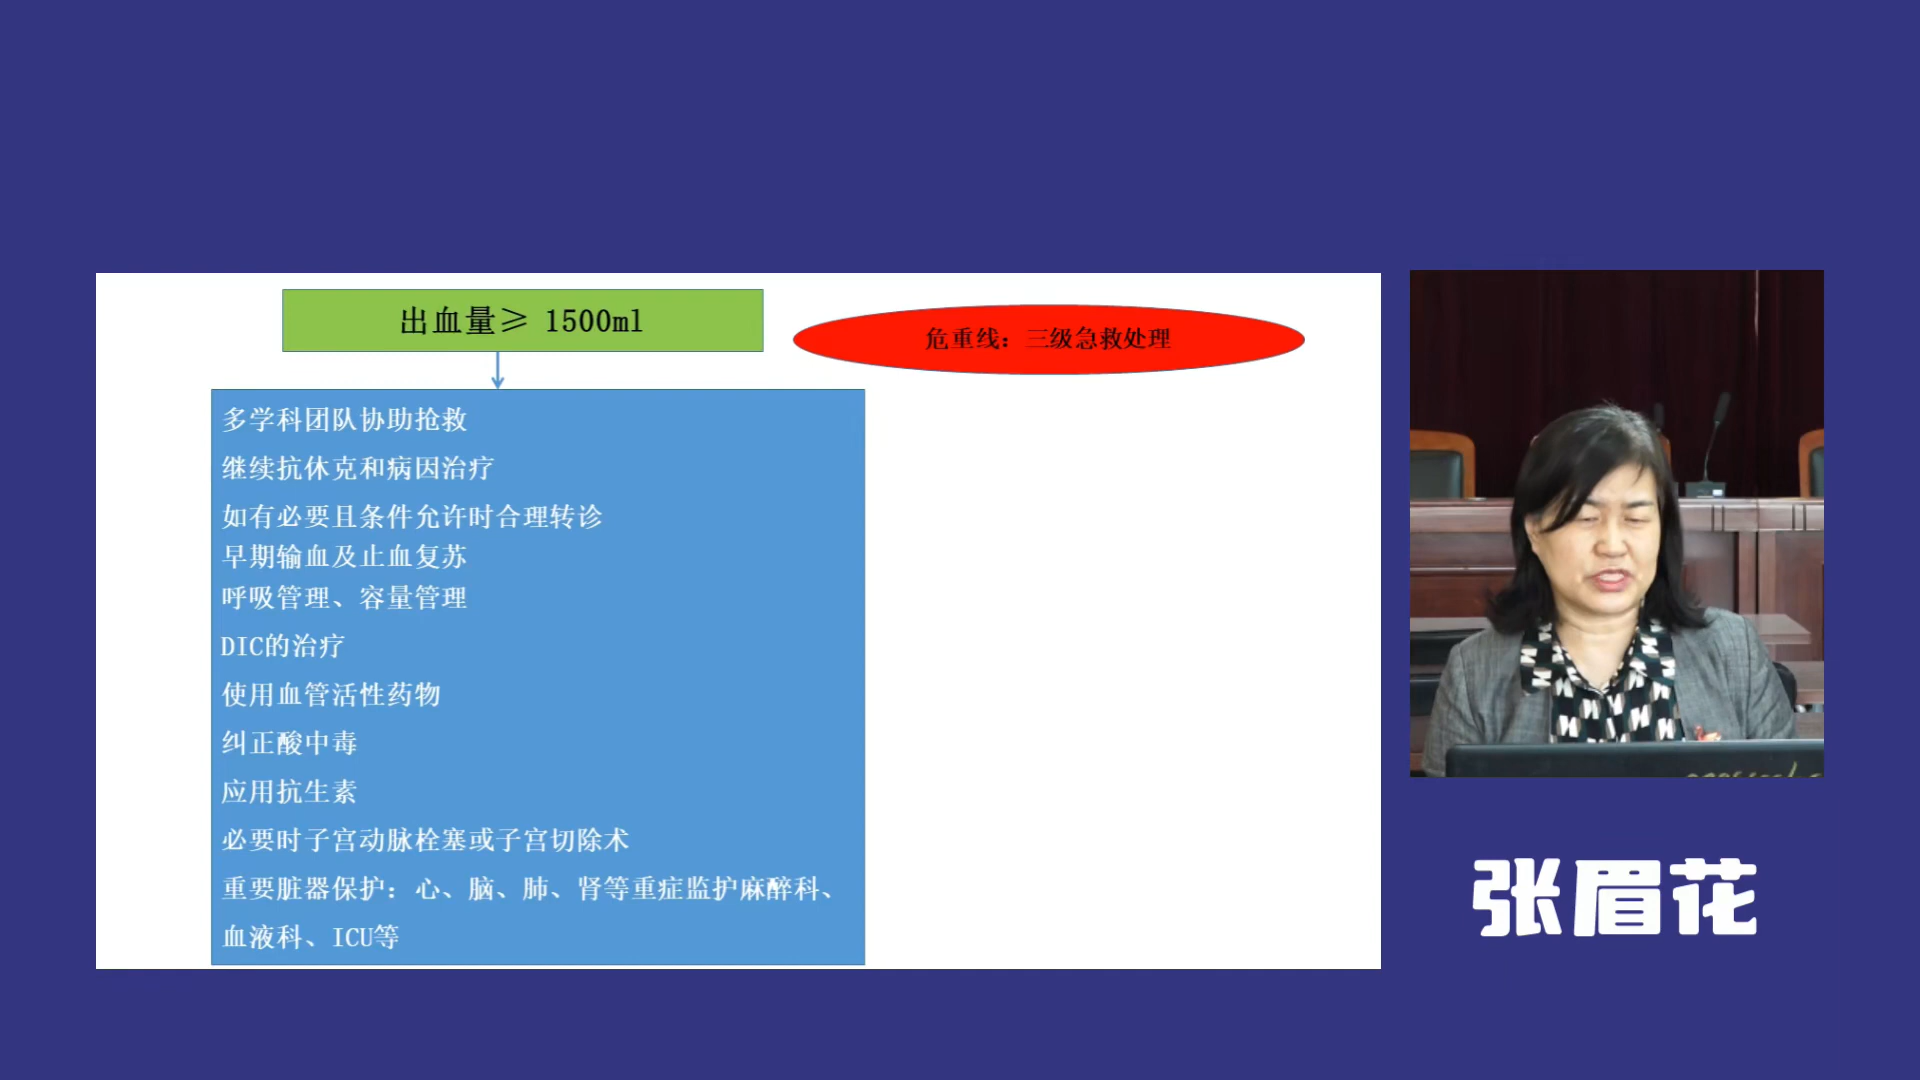 出血量≥ 1500ml
危重线：三级急救处理
多学科团队协助抢救
继续抗休克和病因治疗
如有必要且条件允许时合理转诊
早期输血及止血复苏
呼吸管理、容量管理
DIC的治疗
使用血管活性药物
纠正酸中毒
应用抗生素
必要时子宫动脉栓塞或子宫切除术
重要脏器保护：心、脑、肺、肾等重症监护麻醉科、
血液科、ICU等
张眉花